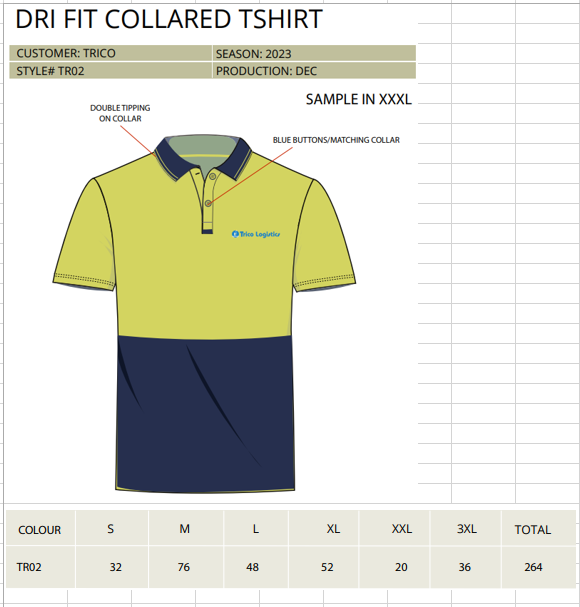 DRI FIT COLLARED TSHIRT
CUSTOMER: TRICO SEASON: 2023
STYLE# TR02 PRODUCTION: DEC
SAMPLE IN XXXL
DOUBLE TIPPING
ON COLLAR
BLUE BUTTONS/MATCHING COLLAR
Trico Logistics
COLOUR S M L XL XXL 3XL TOTAL
TR02 32 76 48 52 20 36 264